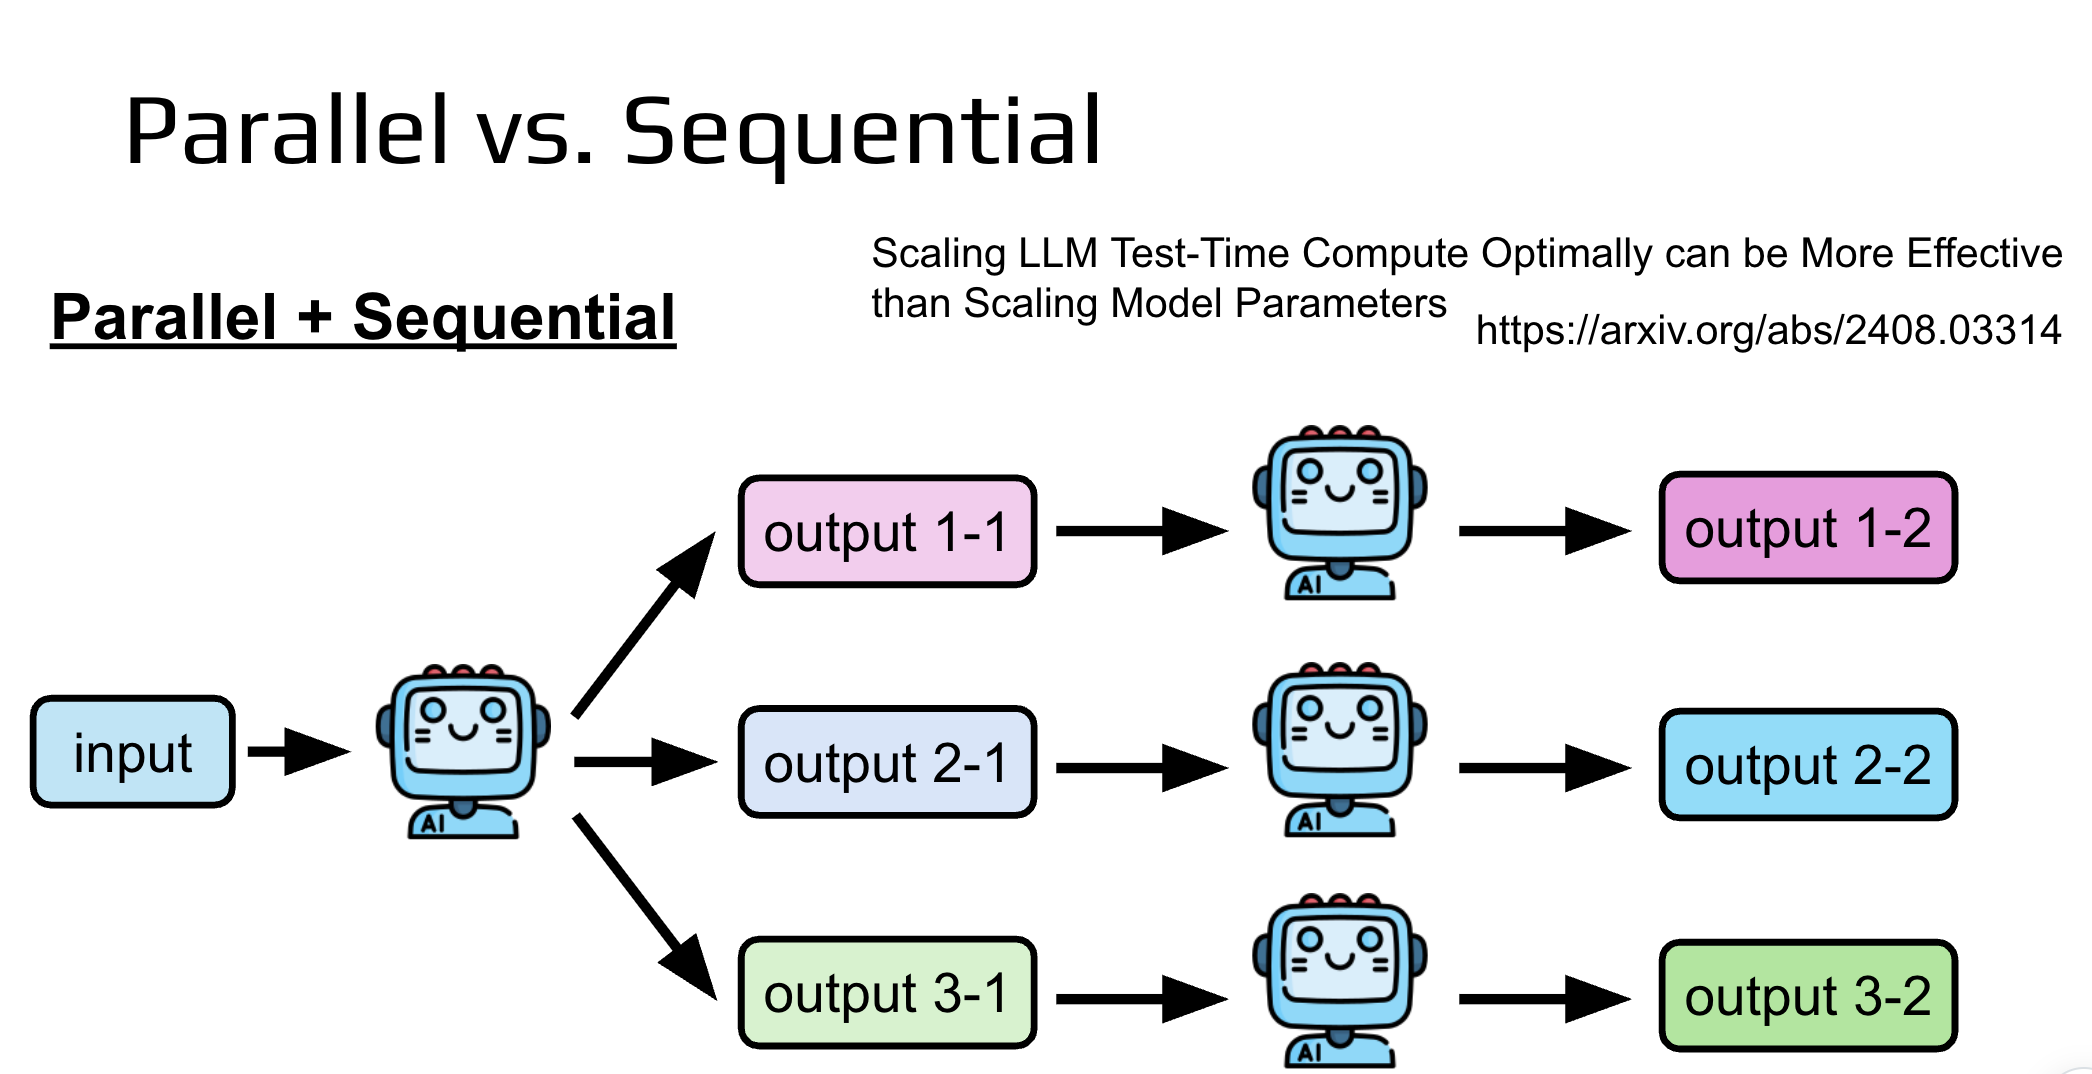 Parallel vs. Sequential
Parallel + Sequential
Scaling LLM Test-Time Compute Optimally can be More Effective
than Scaling Model Parameters
https://arxiv.org/abs/2408.03314
input
AI
output 1-1
AI
output 1-2
output 2-1
AI
output 2-2
output 3-1
AI
output 3-2